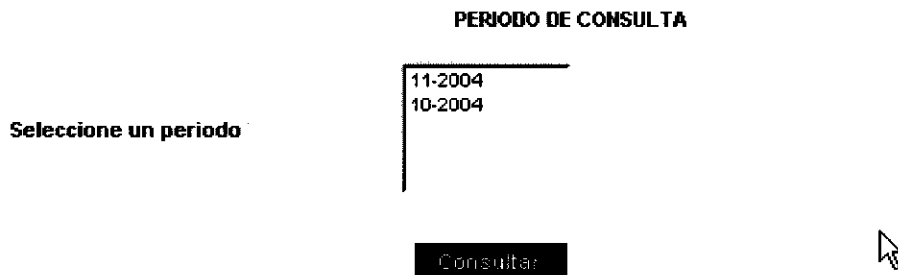 PERIODO DE CONSULTA
11-2004
10-2004
Seleccione un periodo
Consultar